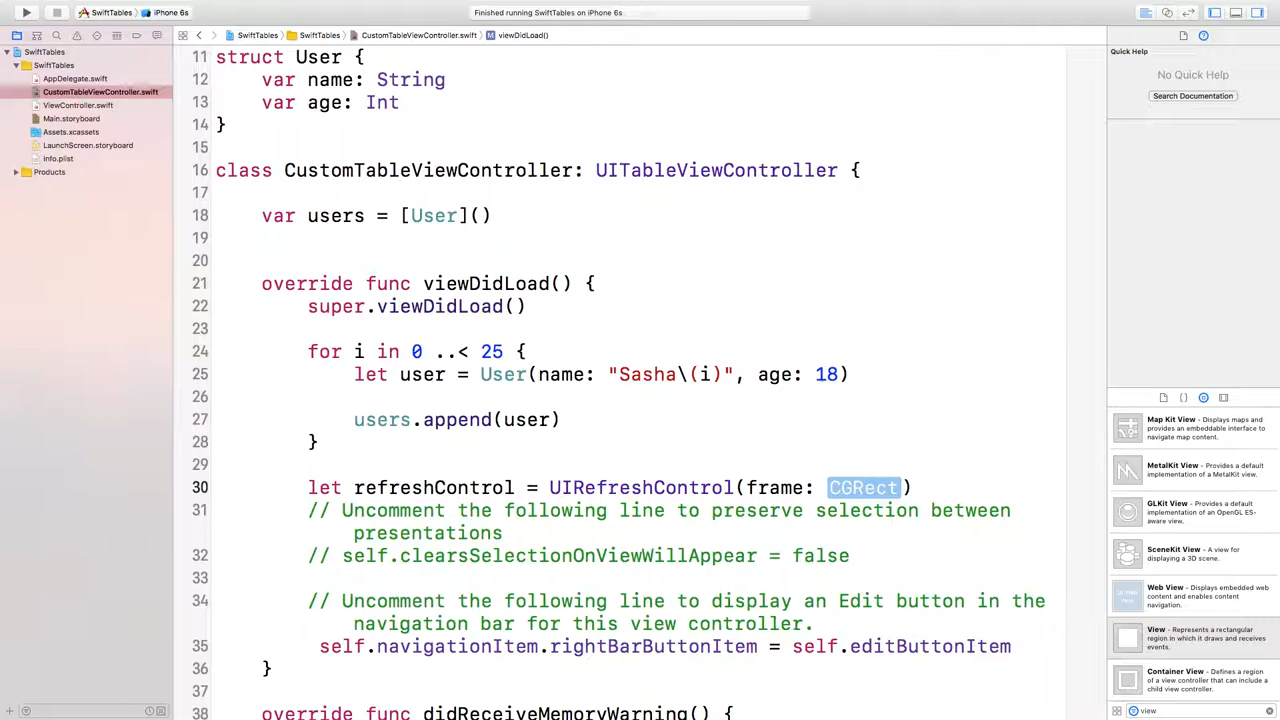 SwiftTables
iPhone 6s
Finished running SwiftTables on iPhone 6s
SwiftTables
SwiftTables
CustomTableViewController.swift
viewDidLoad()
SwiftTables
SwiftTables
AppDelegate.swift
CustomTableViewController.swift
ViewController.swift
Main.storyboard
Assets.xcassets
LaunchScreen.storyboard
Info.plist
Products
11 struct User {
12 var name: String
13 var age: Int
14 }
15
16 class CustomTableViewController: UITableViewController {
17
18 var users = [User]()
19
20
21 override func viewDidLoad() {
22 super.viewDidLoad()
23
24 for i in 0 ..< 25 {
25 let user = User(name: "Sasha\(i)", age: 18)
26
27 users.append(user)
28 }
29
30 let refreshControl = UIRefreshControl(frame: CGRect)
31 // Uncomment the following line to preserve selection between
presentations
32 // self.clearsSelectionOnViewWillAppear = false
33
34 // Uncomment the following line to display an Edit button in the
navigation bar for this view controller.
35 self.navigationItem.rightBarButtonItem = self.editButtonItem
36 }
37
38 override func didReceiveMemoryWarning() {
Quick Help
No Quick Help
Search Documentation
Map Kit View - Displays maps and
provides an embeddable interface to
navigate map content.
MetalKit View - Provides a default
implementation of a MetalKit view.
GLKit View - Provides a default
implementation of an OpenGL ES-
aware view.
SceneKit View - A view for
displaying a 3D scene.
Web View - Displays embedded web
content and enables content
navigation.
View - Represents a rectangular
region in which it draws and receives
events.
Container View - Defines a region
of a view controller that can include a
child view controller.
view